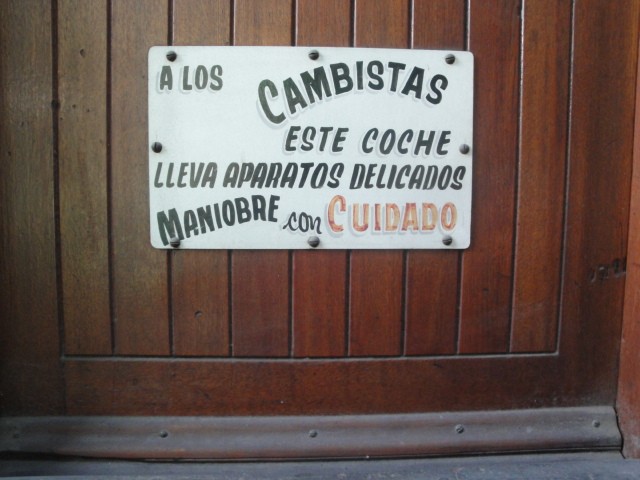 A LOS CAMBISTAS
ESTE COCHE
LLEVA APARATOS DELICADOS
MANIOBRE con CUIDADO